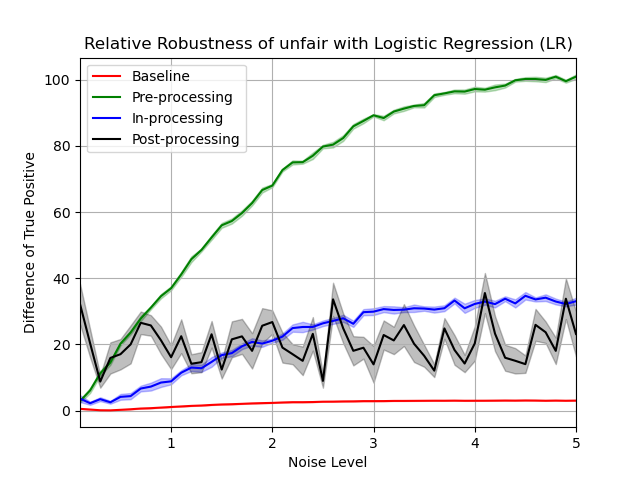 Relative Robustness of unfair with Logistic Regression (LR)
Baseline
Pre-processing
In-processing
Post-processing
Difference of True Positive
100
80
60
40
20
0
1 2 3 4 5
Noise Level